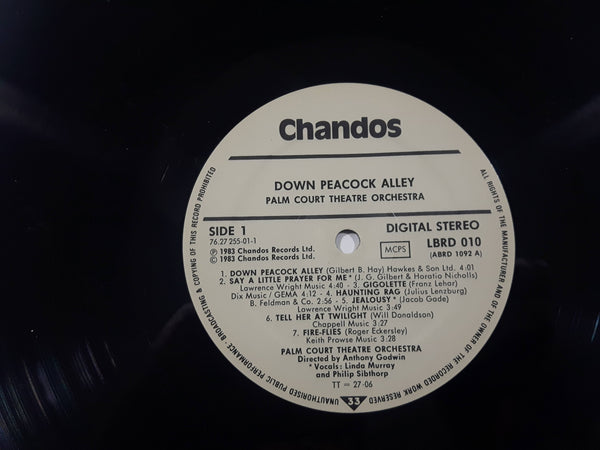 Chandos
DOWN PEACOCK ALLEY
PALM COURT THEATRE ORCHESTRA
SIDE 1
76.27 255-01-1
℗ 1983 Chandos Records Ltd.
© 1983 Chandos Records Ltd.
MCPS
DIGITAL STEREO
LBRD 010
(ABRD 1092 A)
1. DOWN PEACOCK ALLEY (Gilbert B. Hay) Hawkes & Son Ltd. 4:01
2. SAY A LITTLE PRAYER FOR ME* (J. G. Gilbert & Horatio Nicholls)
Lawrence Wright Music 4:40 - 3. GIGOLETTE (Franz Lehar)
Dix Music / GEMA 4:12 - 4. HAUNTING RAG (Julius Lenzburg)
B. Feldman & Co. 2:56 - 5. JEALOUSY* (Jacob Gade)
Lawrence Wright Music 3:49
6. TELL HER AT TWILIGHT (Will Donaldson)
Chappell Music 3:27
7. FIRE-FLIES (Roger Eckersley)
Keith Prowse Music 3:28
PALM COURT THEATRE ORCHESTRA
Directed by Anthony Godwin
* Vocals: Linda Murray
and Philip Sibthorp
TT = 27-06
33
ALL RIGHTS OF THE MANUFACTURER AND OF THE OWNER OF THE RECORDED WORK RESERVED
UNAUTHORISED PUBLIC PERFORMANCE · BROADCASTING & COPYING OF THIS RECORD PROHIBITED